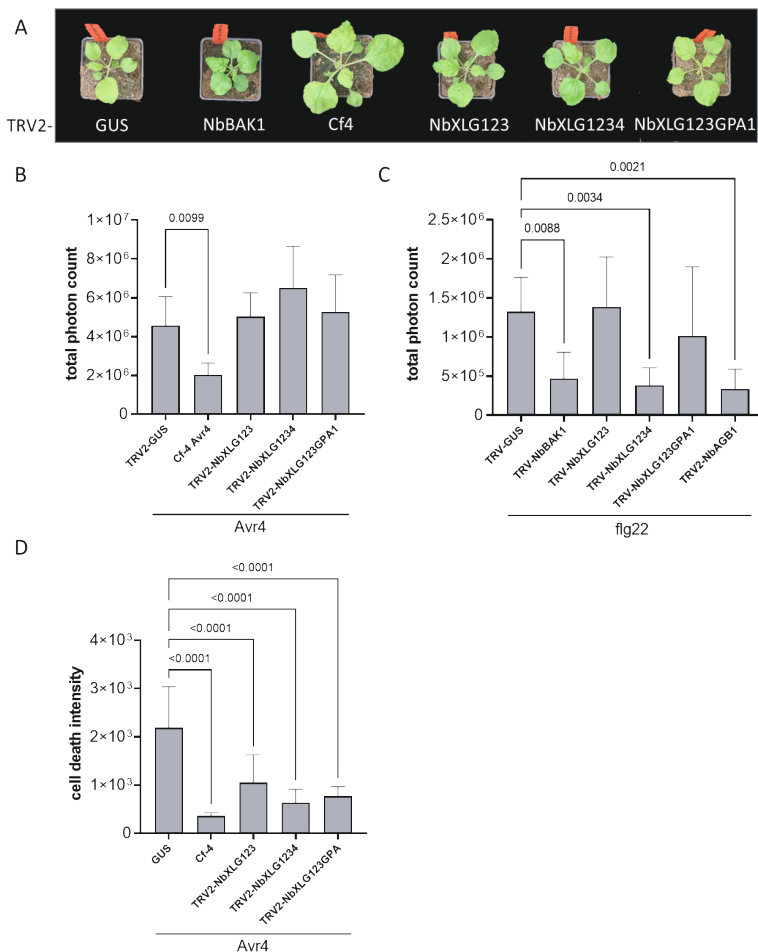 A
TRV2- GUS NbBAK1 Cf4 NbXLG123 NbXLG1234 NbXLG123GPA1
B
total photon count
1×10⁷
8×10⁶
6×10⁶
4×10⁶
2×10⁶
0
0.0099
TRV2-GUS
Cf-4 Avr4
TRV2-NbXLG123
TRV2-NbXLG1234
TRV2-NbXLG123GPA1
Avr4
C
total photon count
2.5×10⁶
2×10⁶
1.5×10⁶
1×10⁶
5×10⁵
0
0.0021
0.0034
0.0088
TRV-GUS
TRV-NbBAK1
TRV-NbXLG123
TRV-NbXLG1234
TRV-NbXLG123GPA1
TRV2-NbAGB1
flg22
D
cell death intensity
4×10³
3×10³
2×10³
1×10³
0
<0.0001
<0.0001
<0.0001
<0.0001
GUS
Cf-4
TRV2-NbXLG123
TRV2-NbXLG1234
TRV2-NbXLG123GPA
Avr4